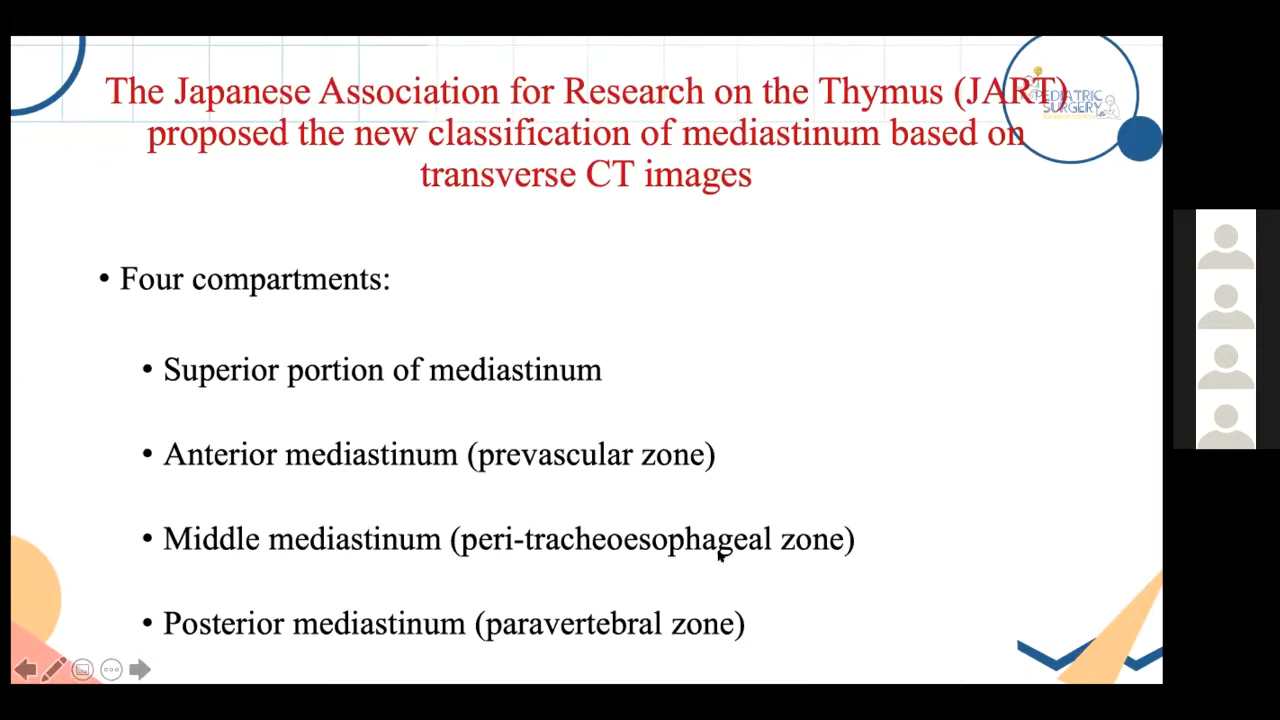 The Japanese Association for Research on the Thymus (JART)
proposed the new classification of mediastinum based on
transverse CT images
PEDIATRIC
SURGERY
• Four compartments:
• Superior portion of mediastinum
• Anterior mediastinum (prevascular zone)
• Middle mediastinum (peri-tracheoesophageal zone)
• Posterior mediastinum (paravertebral zone)